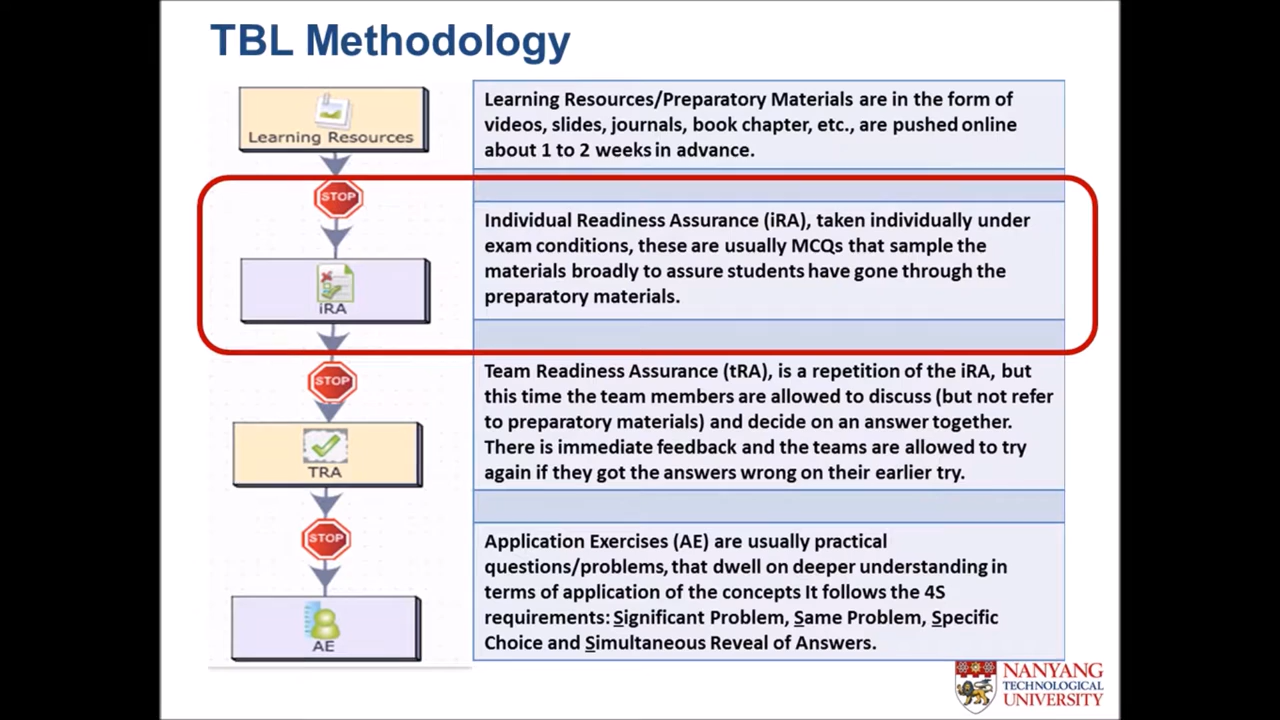 TBL Methodology
Learning Resources
Learning Resources/Preparatory Materials are in the form of
videos, slides, journals, book chapter, etc., are pushed online
about 1 to 2 weeks in advance.
STOP
iRA
Individual Readiness Assurance (iRA), taken individually under
exam conditions, these are usually MCQs that sample the
materials broadly to assure students have gone through the
preparatory materials.
STOP
TRA
Team Readiness Assurance (tRA), is a repetition of the iRA, but
this time the team members are allowed to discuss (but not refer
to preparatory materials) and decide on an answer together.
There is immediate feedback and the teams are allowed to try
again if they got the answers wrong on their earlier try.
STOP
AE
Application Exercises (AE) are usually practical
questions/problems, that dwell on deeper understanding in
terms of application of the concepts It follows the 4S
requirements: Significant Problem, Same Problem, Specific
Choice and Simultaneous Reveal of Answers.
NANYANG
TECHNOLOGICAL
UNIVERSITY